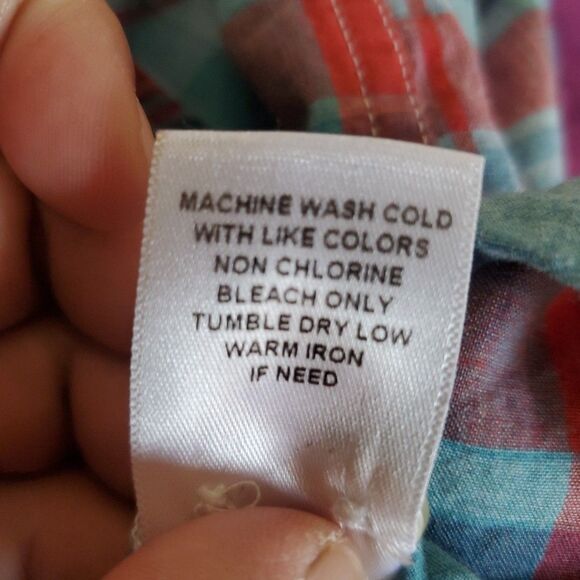 MACHINE WASH COLD
WITH LIKE COLORS
NON CHLORINE
BLEACH ONLY
TUMBLE DRY LOW
WARM IRON
IF NEED